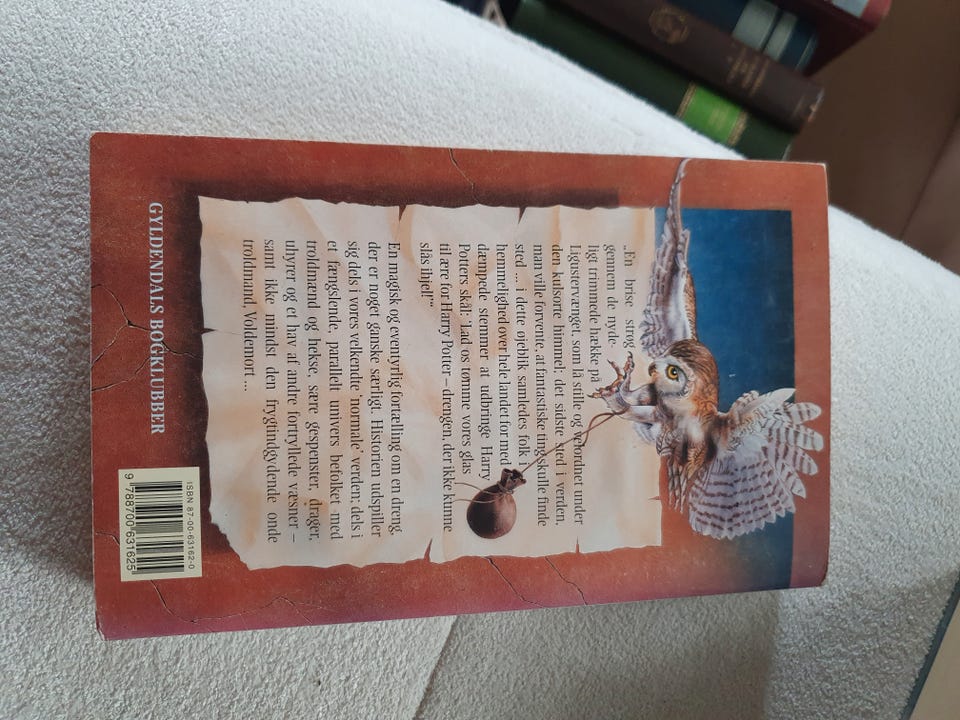 „En brise strøg
gennem de nyde-
ligt trimmede hække på
Ligustervænget, som lå stille og velordnet under
den kulsorte himmel; det sidste sted i verden,
man ville forvente, at fantastiske ting skulle finde
sted ... i dette øjeblik samledes folk i
hemmelighed over hele landet for med
dæmpede stemmer at udbringe Harry
Potters skål: 'Lad os tømme vores glas
til ære for Harry Potter – drengen, der ikke kunne
slås ihjel!'"
En magisk og eventyrlig fortælling om en dreng,
der er noget ganske særligt. Historien udspiller
sig dels i vores velkendte 'normale' verden; dels i
et fængslende, parallelt univers befolket med
troldmænd og hekse, sære gespenster, drager,
uhyrer og et hav af andre fortryllede væsner –
samt ikke mindst den frygtindgydende onde
troldmand, Voldemort ...
GYLDENDALS BOGKLUBBER
ISBN 87-00-63162-0
9 788700 631625